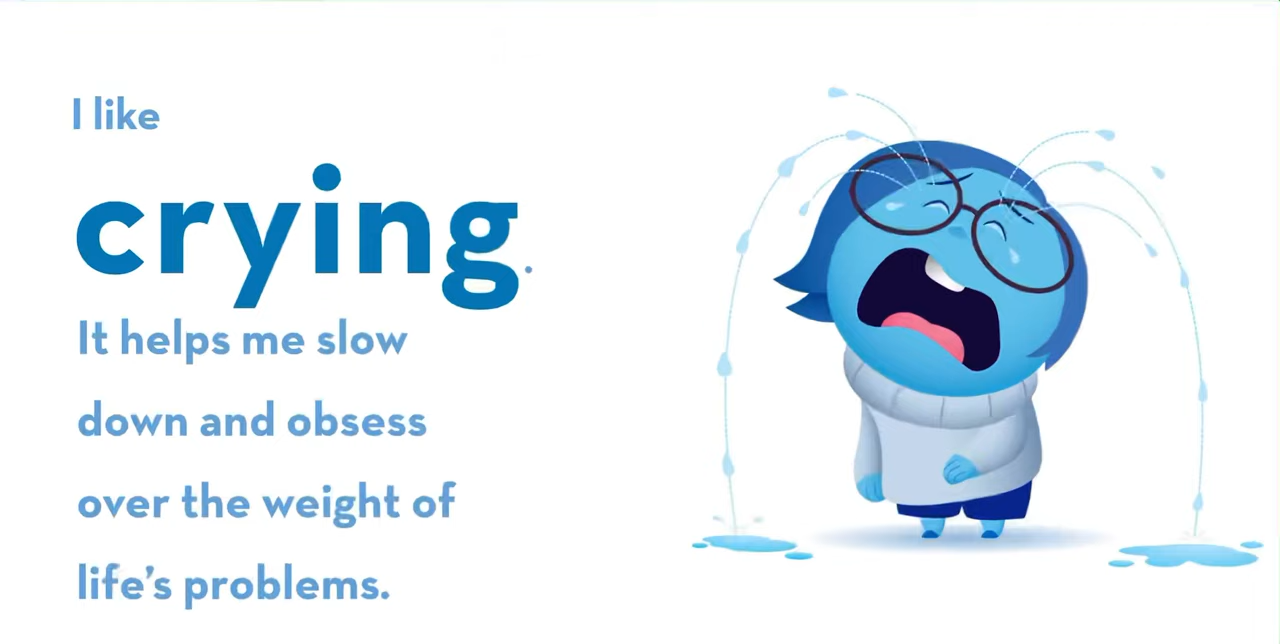 I like
crying.
It helps me slow
down and obsess
over the weight of
life’s problems.